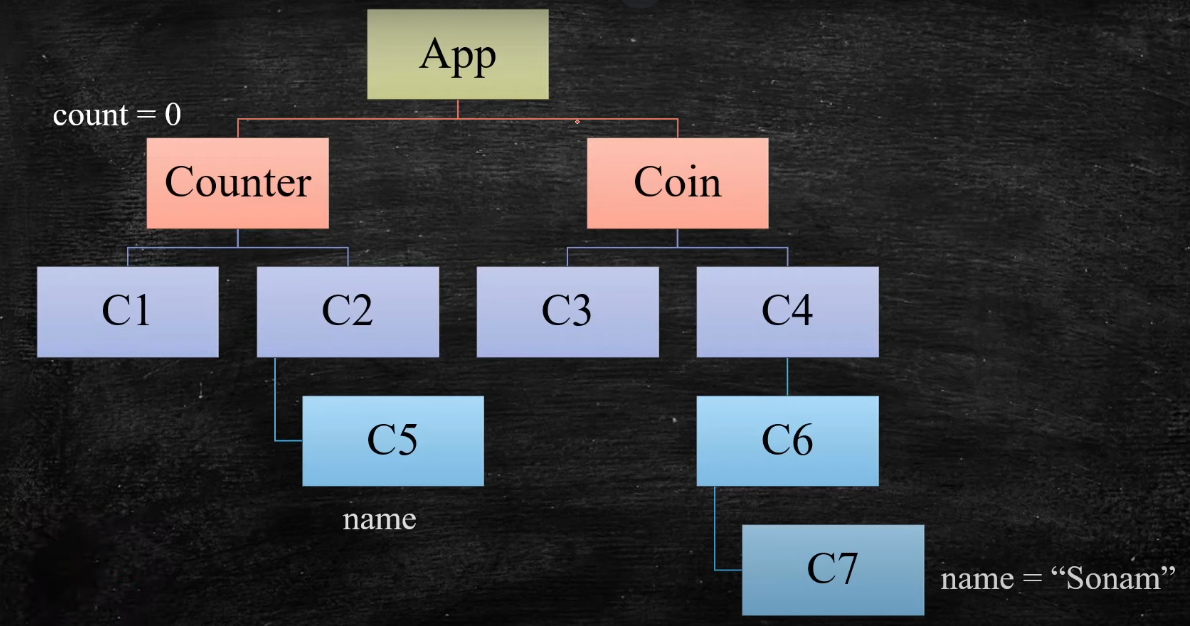 App
count = 0
Counter
Coin
C1
C2
C3
C4
C5
C6
name
C7
name = “Sonam”